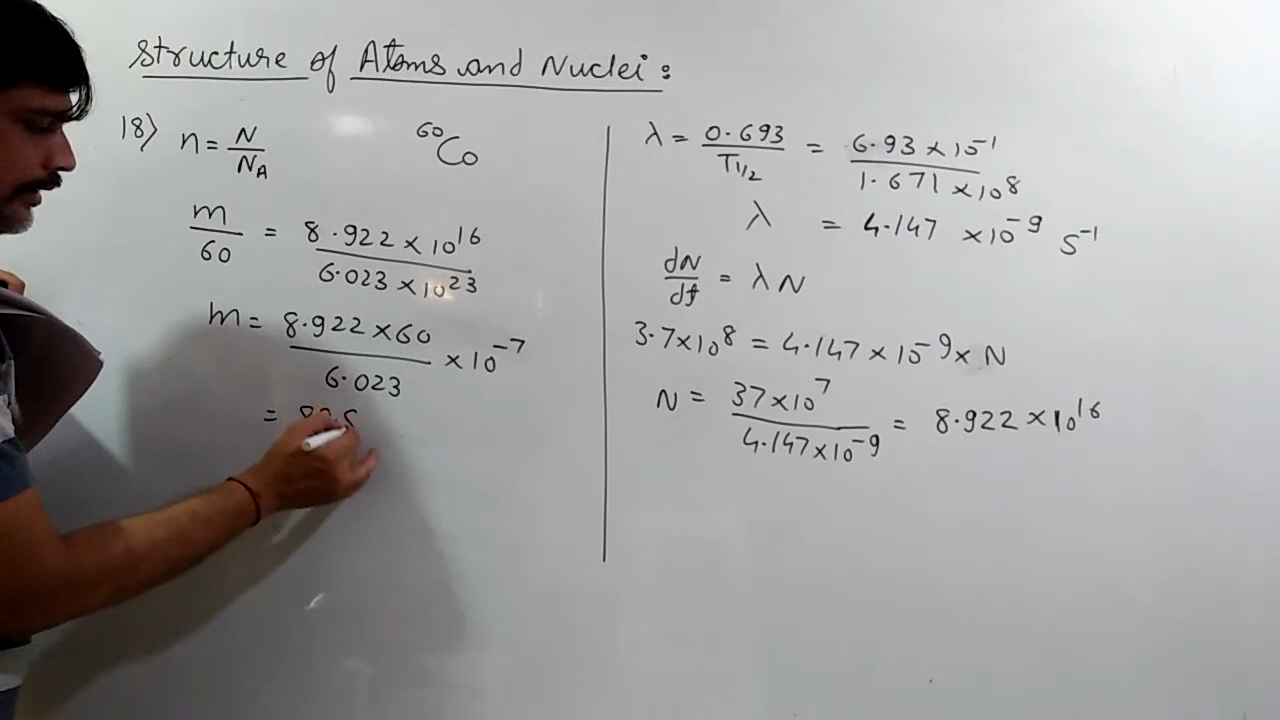 Structure of Atoms and Nuclei :
18) n = N / N_A
⁶⁰Co
m / 60 = 8.922 × 10¹⁶ / 6.023 × 10²³
m = 8.922 × 60 / 6.023 × 10⁻⁷
=
λ = 0.693 / T1/2 = 6.93 × 10⁻¹ / 1.671 × 10⁸
λ = 4.147 × 10⁻⁹ S⁻¹
dN / dt = λN
3.7×10⁸ = 4.147 × 10⁻⁹ × N
N = 37×10⁷ / 4.147×10⁻⁹ = 8.922 × 10¹⁶